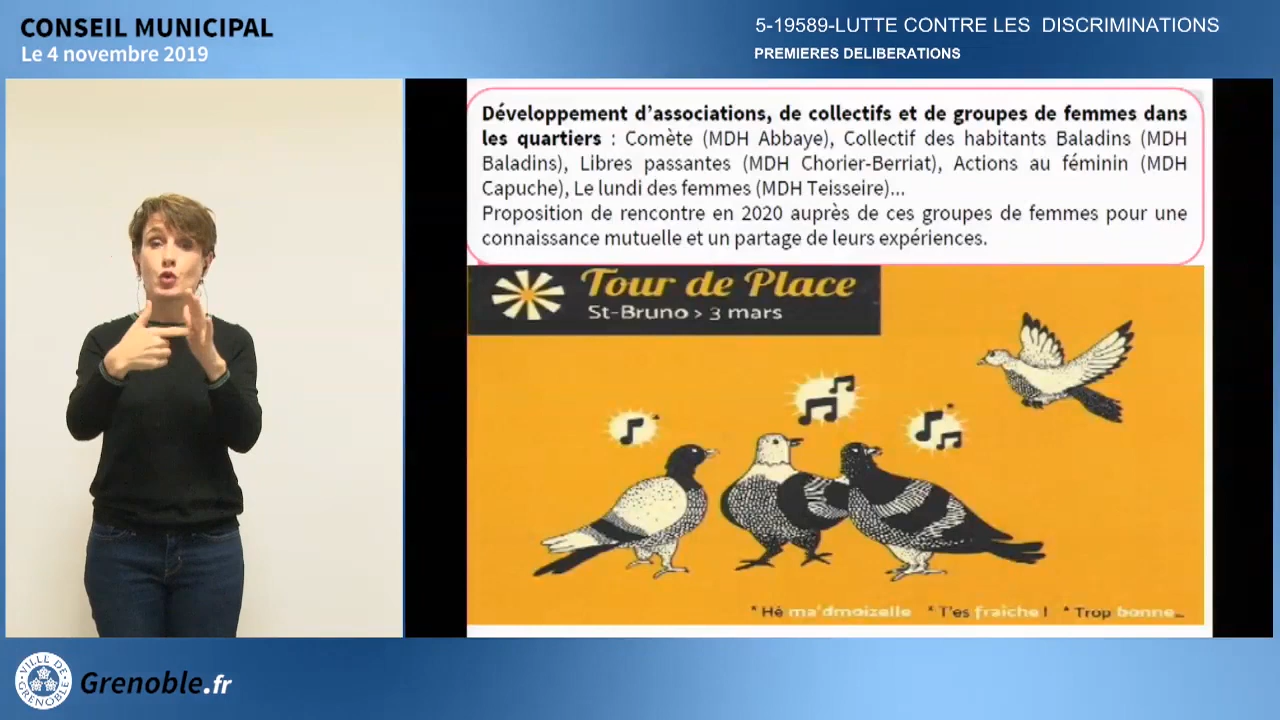 CONSEIL MUNICIPAL
Le 4 novembre 2019
5-19589-LUTTE CONTRE LES DISCRIMINATIONS
PREMIERES DELIBERATIONS
Développement d'associations, de collectifs et de groupes de femmes dans
les quartiers : Comète (MDH Abbaye), Collectif des habitants Baladins (MDH
Baladins), Libres passantes (MDH Chorier-Berriat), Actions au féminin (MDH
Capuche), Le lundi des femmes (MDH Teisseire)...
Proposition de rencontre en 2020 auprès de ces groupes de femmes pour une
connaissance mutuelle et un partage de leurs expériences.
Tour de Place
St-Bruno > 3 mars
* Hé ma'dmoizelle * T'es fraîche ! * Trop bonne...
VILLE DE GRENOBLE
Grenoble.fr